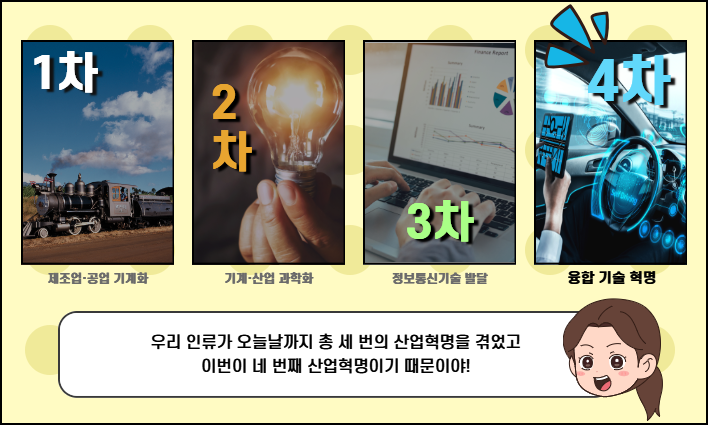 1차
2
차
3차
4차
Finance Report
제조업·공업 기계화
기계·산업 과학화
정보통신기술 발달
융합 기술 혁명
우리 인류가 오늘날까지 총 세 번의 산업혁명을 겪었고
이번이 네 번째 산업혁명이기 때문이야!